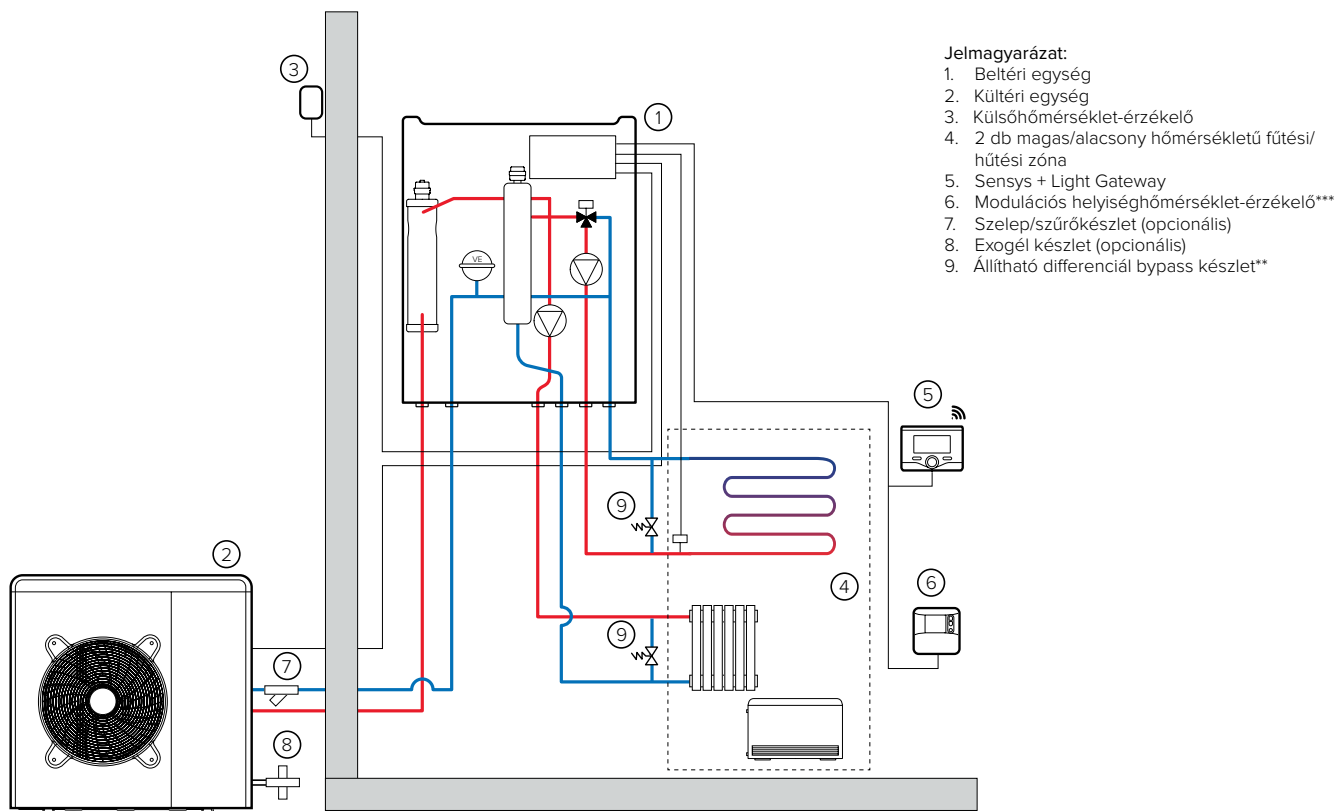 Jelmagyarázat:
1. Beltéri egység
2. Kültéri egység
3. Külsőhőmérséklet-érzékelő
4. 2 db magas/alacsony hőmérsékletű fűtési/
hűtési zóna
5. Sensys + Light Gateway
6. Modulációs helyiséghőmérséklet-érzékelő***
7. Szelep/szűrőkészlet (opcionális)
8. Exogél készlet (opcionális)
9. Állítható differenciál bypass készlet**
3
1
VE
5
9
2
4
6
9
7
8